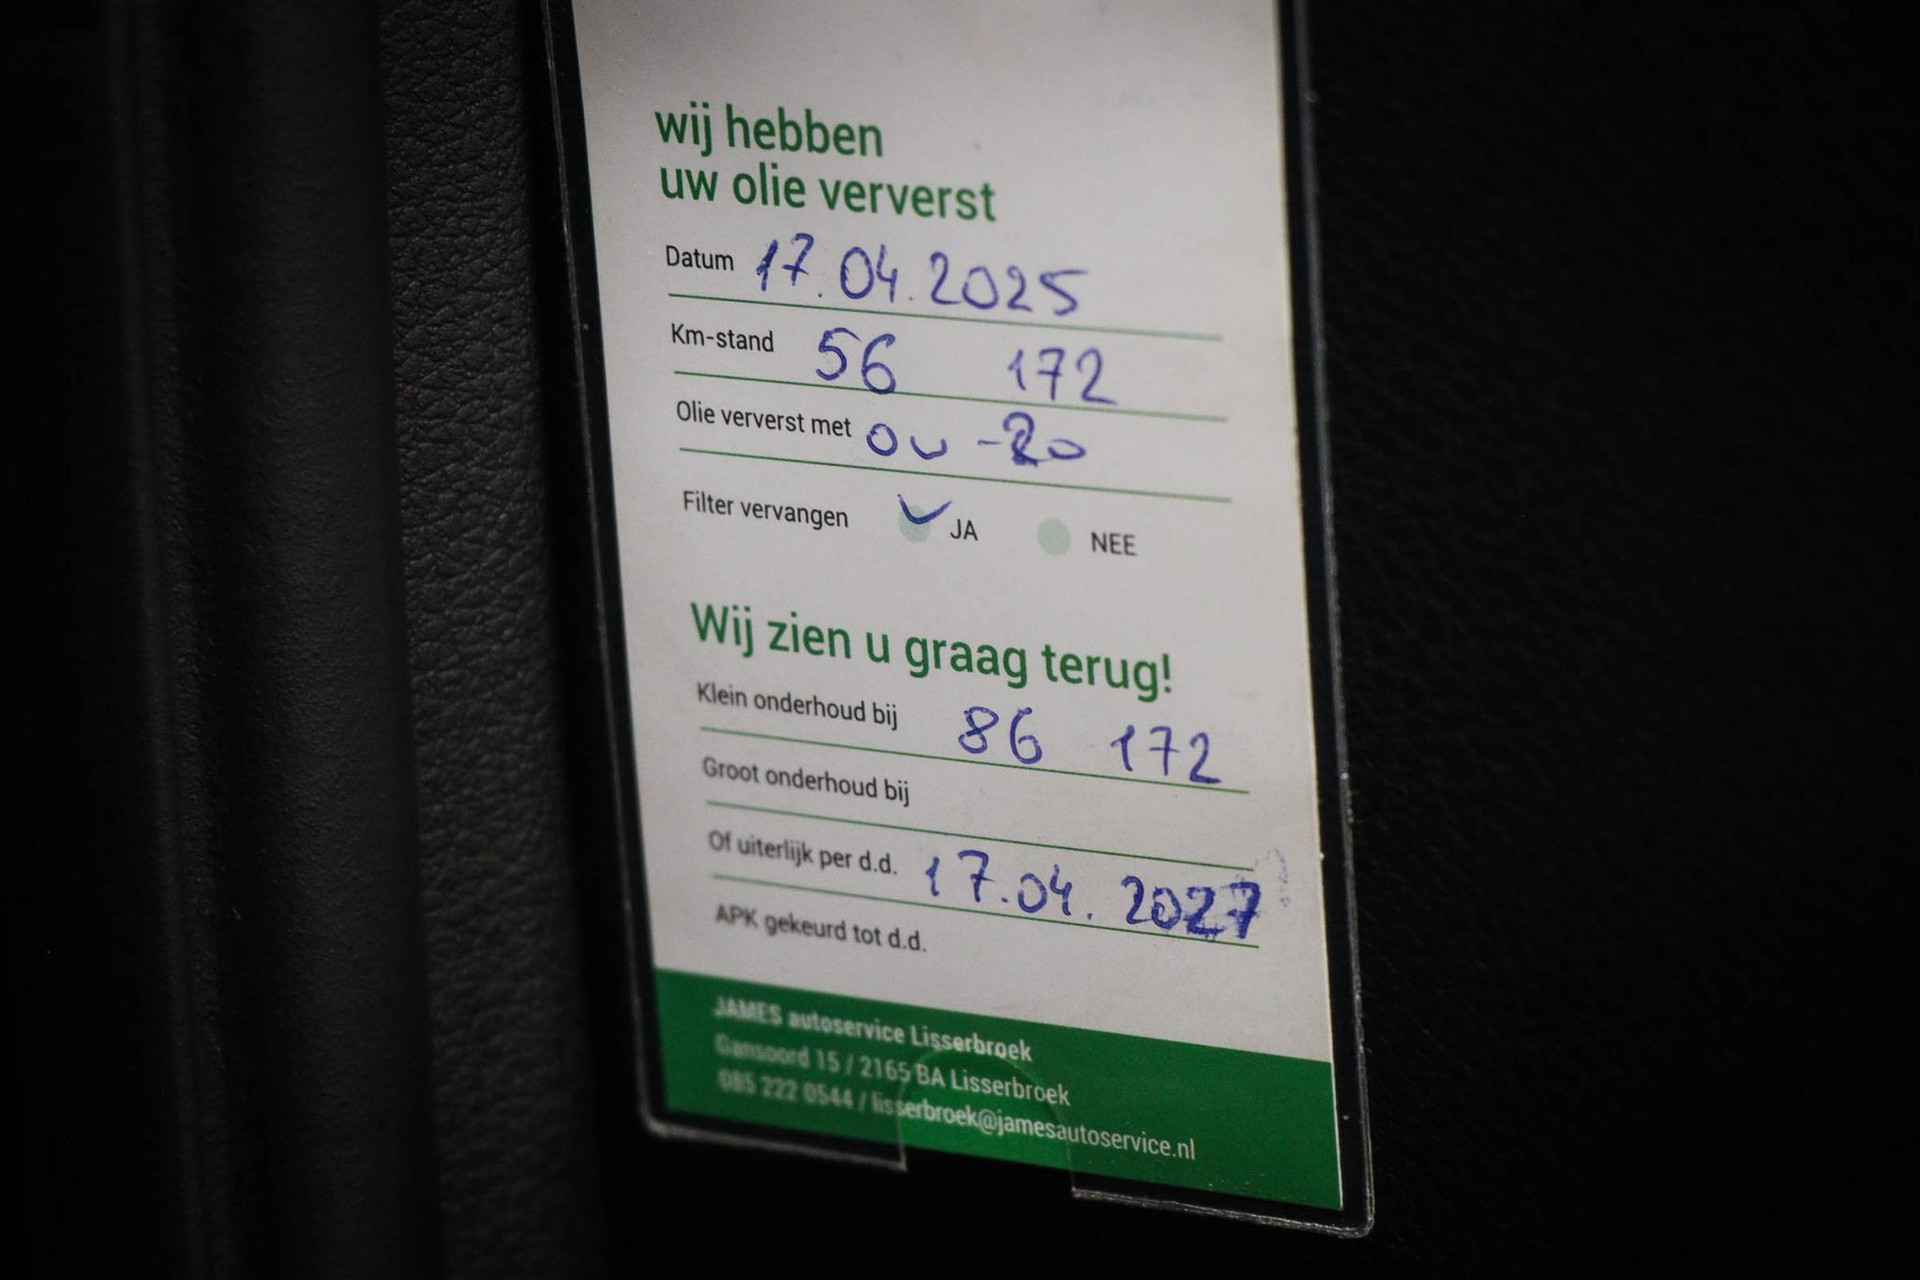 wij hebben
uw olie ververst
Datum 17.04.2025
Km-stand 56 172
Olie ververst met 0W-20
Filter vervangen JA NEE
Wij zien u graag terug!
Klein onderhoud bij 86 172
Groot onderhoud bij
Of uiterlijk per d.d. 17.04.2027
APK gekeurd tot d.d.
JAMES autoservice Lisserbroek
Gansoord 15 / 2165 BA Lisserbroek
085 222 0544 / lisserbroek@jamesautoservice.nl